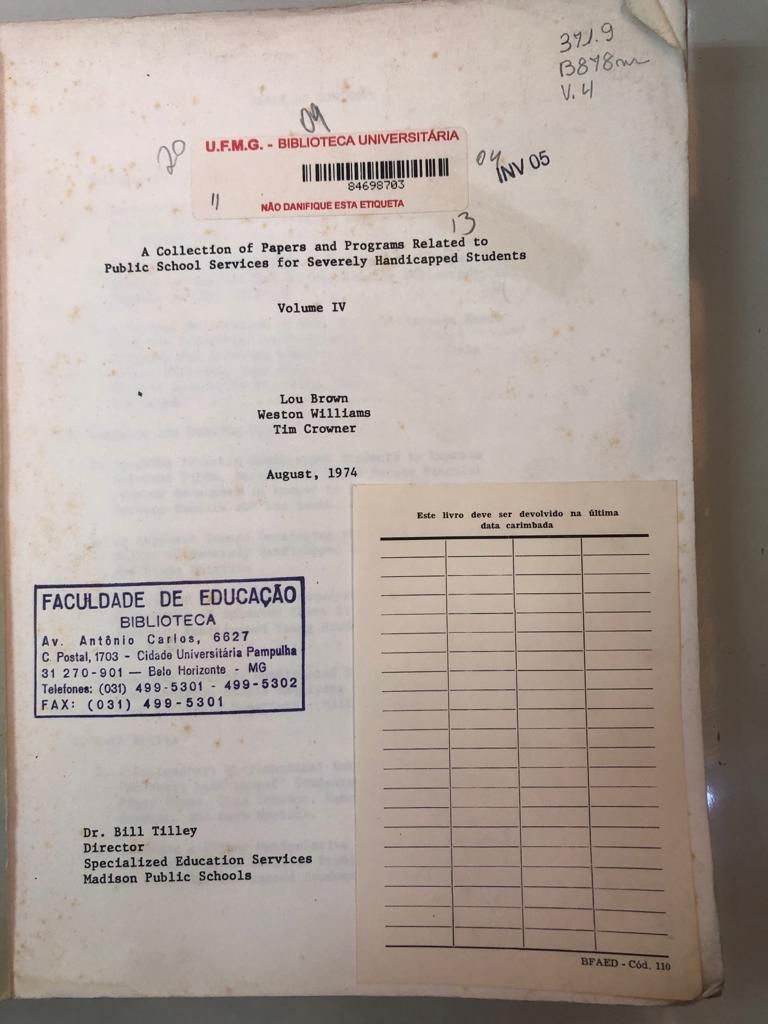 371.9
B878m
V. 4
09
20
U.F.M.G. - BIBLIOTECA UNIVERSITÁRIA
84698703
NÃO DANIFIQUE ESTA ETIQUETA
11
04
INV 05
13
A Collection of Papers and Programs Related to
Public School Services for Severely Handicapped Students
Volume IV
Lou Brown
Weston Williams
Tim Crowner
August, 1974
Este livro deve ser devolvido na última
data carimbada
FACULDADE DE EDUCAÇÃO
BIBLIOTECA
Av. Antônio Carlos, 6627
C. Postal, 1703 - Cidade Universitária Pampulha
31 270-901 — Belo Horizonte - MG
Telefones: (031) 499-5301 - 499-5302
FAX: (031) 499-5301
Dr. Bill Tilley
Director
Specialized Education Services
Madison Public Schools
BFAED - Cód. 110